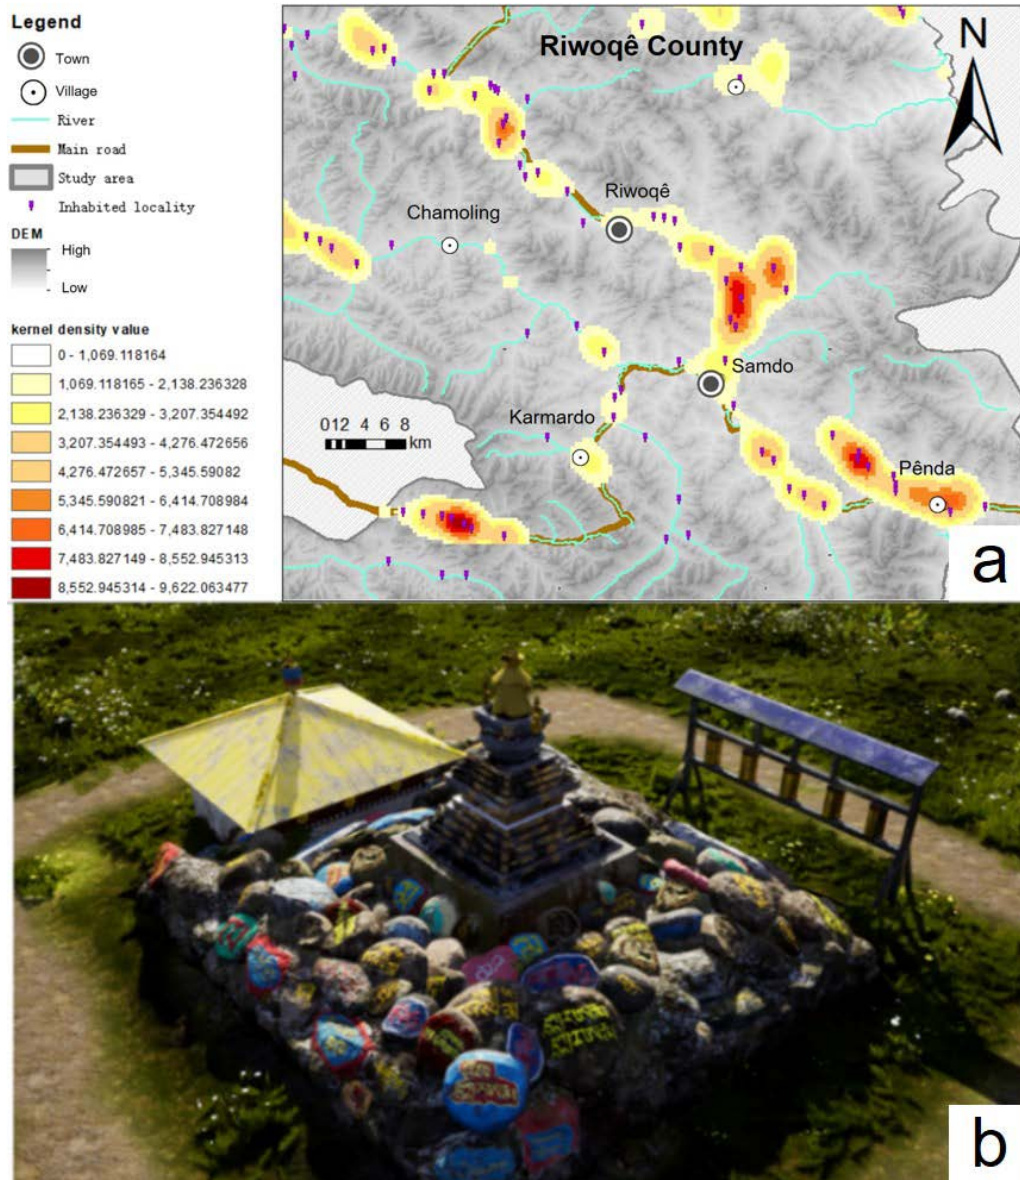 Legend
Town
Village
River
Main road
Study area
Inhabited locality
DEM
High
Low
kernel density value
0 - 1,069.118164
1,069.118165 - 2,138.236328
2,138.236329 - 3,207.354492
3,207.354493 - 4,276.472656
4,276.472657 - 5,345.59082
5,345.590821 - 6,414.708984
6,414.708985 - 7,483.827148
7,483.827149 - 8,552.945313
8,552.945314 - 9,622.063477
Riwoqê County
N
Riwoqê
Chamoling
Samdo
Karmardo
012 4 6 8
km
Pênda
a
b